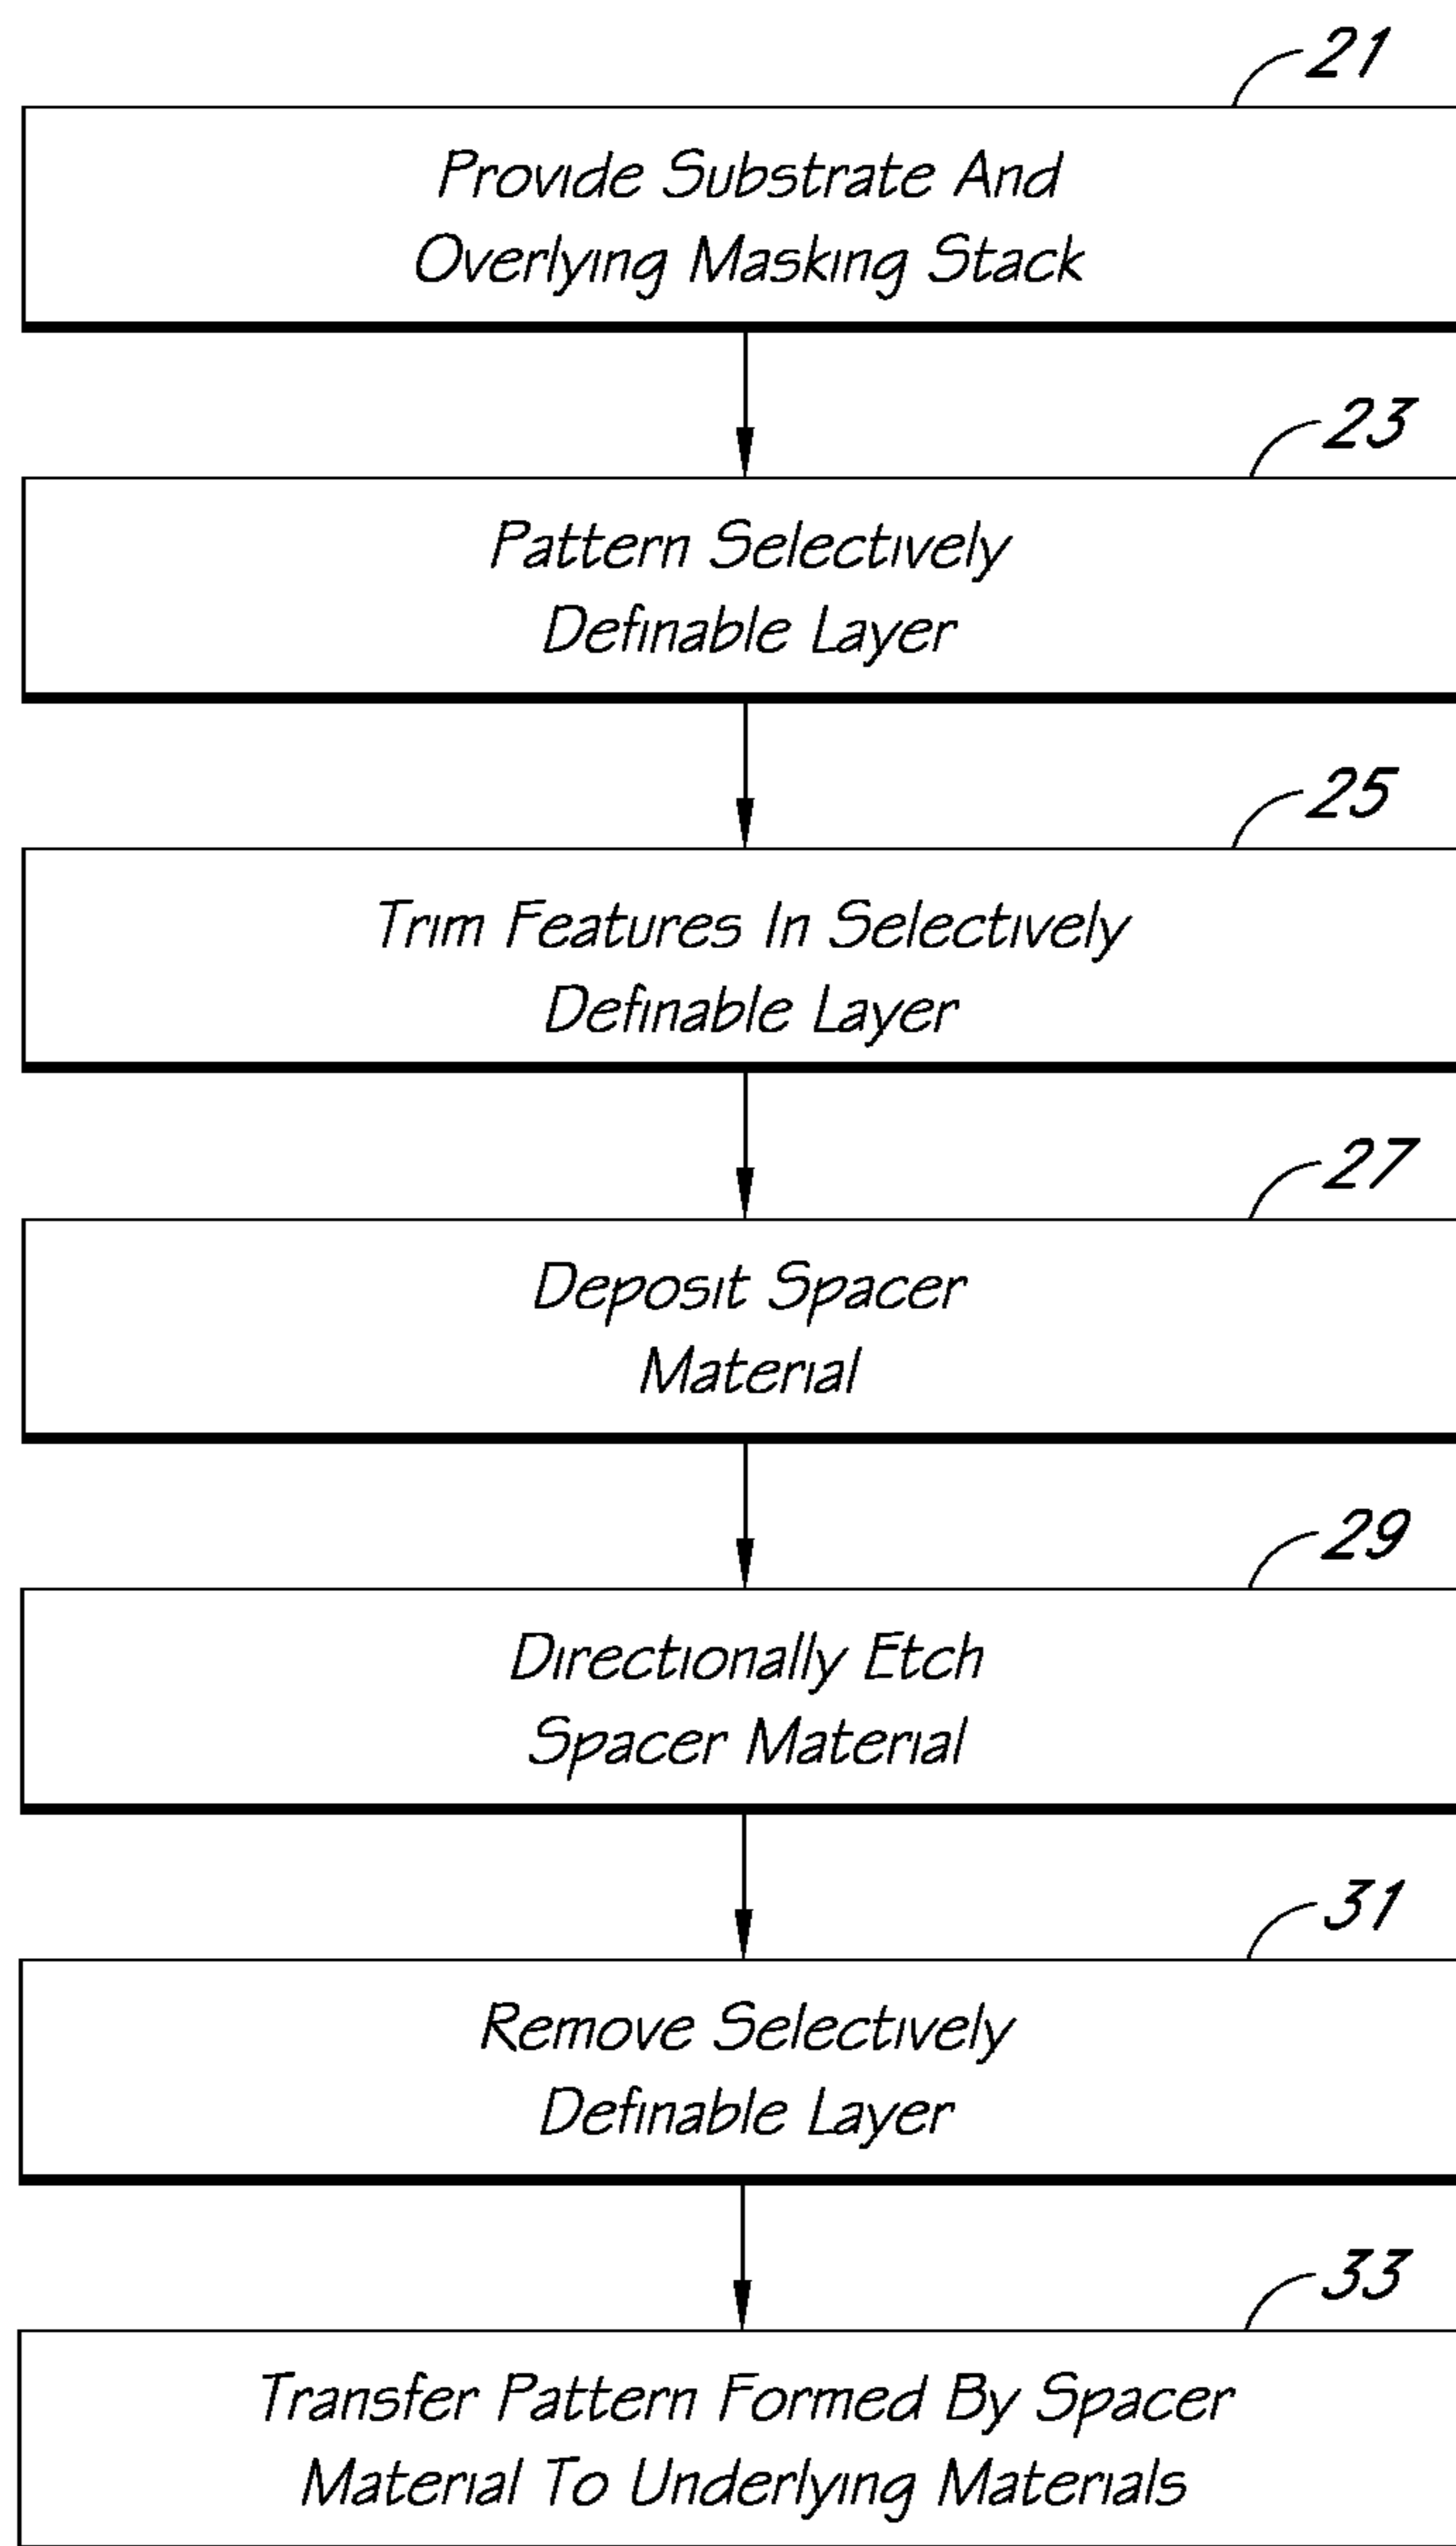 21
Provide Substrate And
Overlying Masking Stack
23
Pattern Selectively
Definable Layer
25
Trim Features In Selectively
Definable Layer
27
Deposit Spacer
Material
29
Directionally Etch
Spacer Material
31
Remove Selectively
Definable Layer
33
Transfer Pattern Formed By Spacer
Material To Underlying Materials